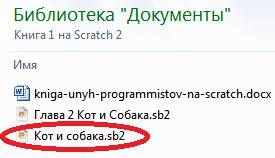 Библиотека "Документы"
Книга 1 на Scratch 2
Имя
kniga-unyh-programmistov-na-scratch.docx
Глава 2 Кот и Собака.sb2
Кот и собака.sb2